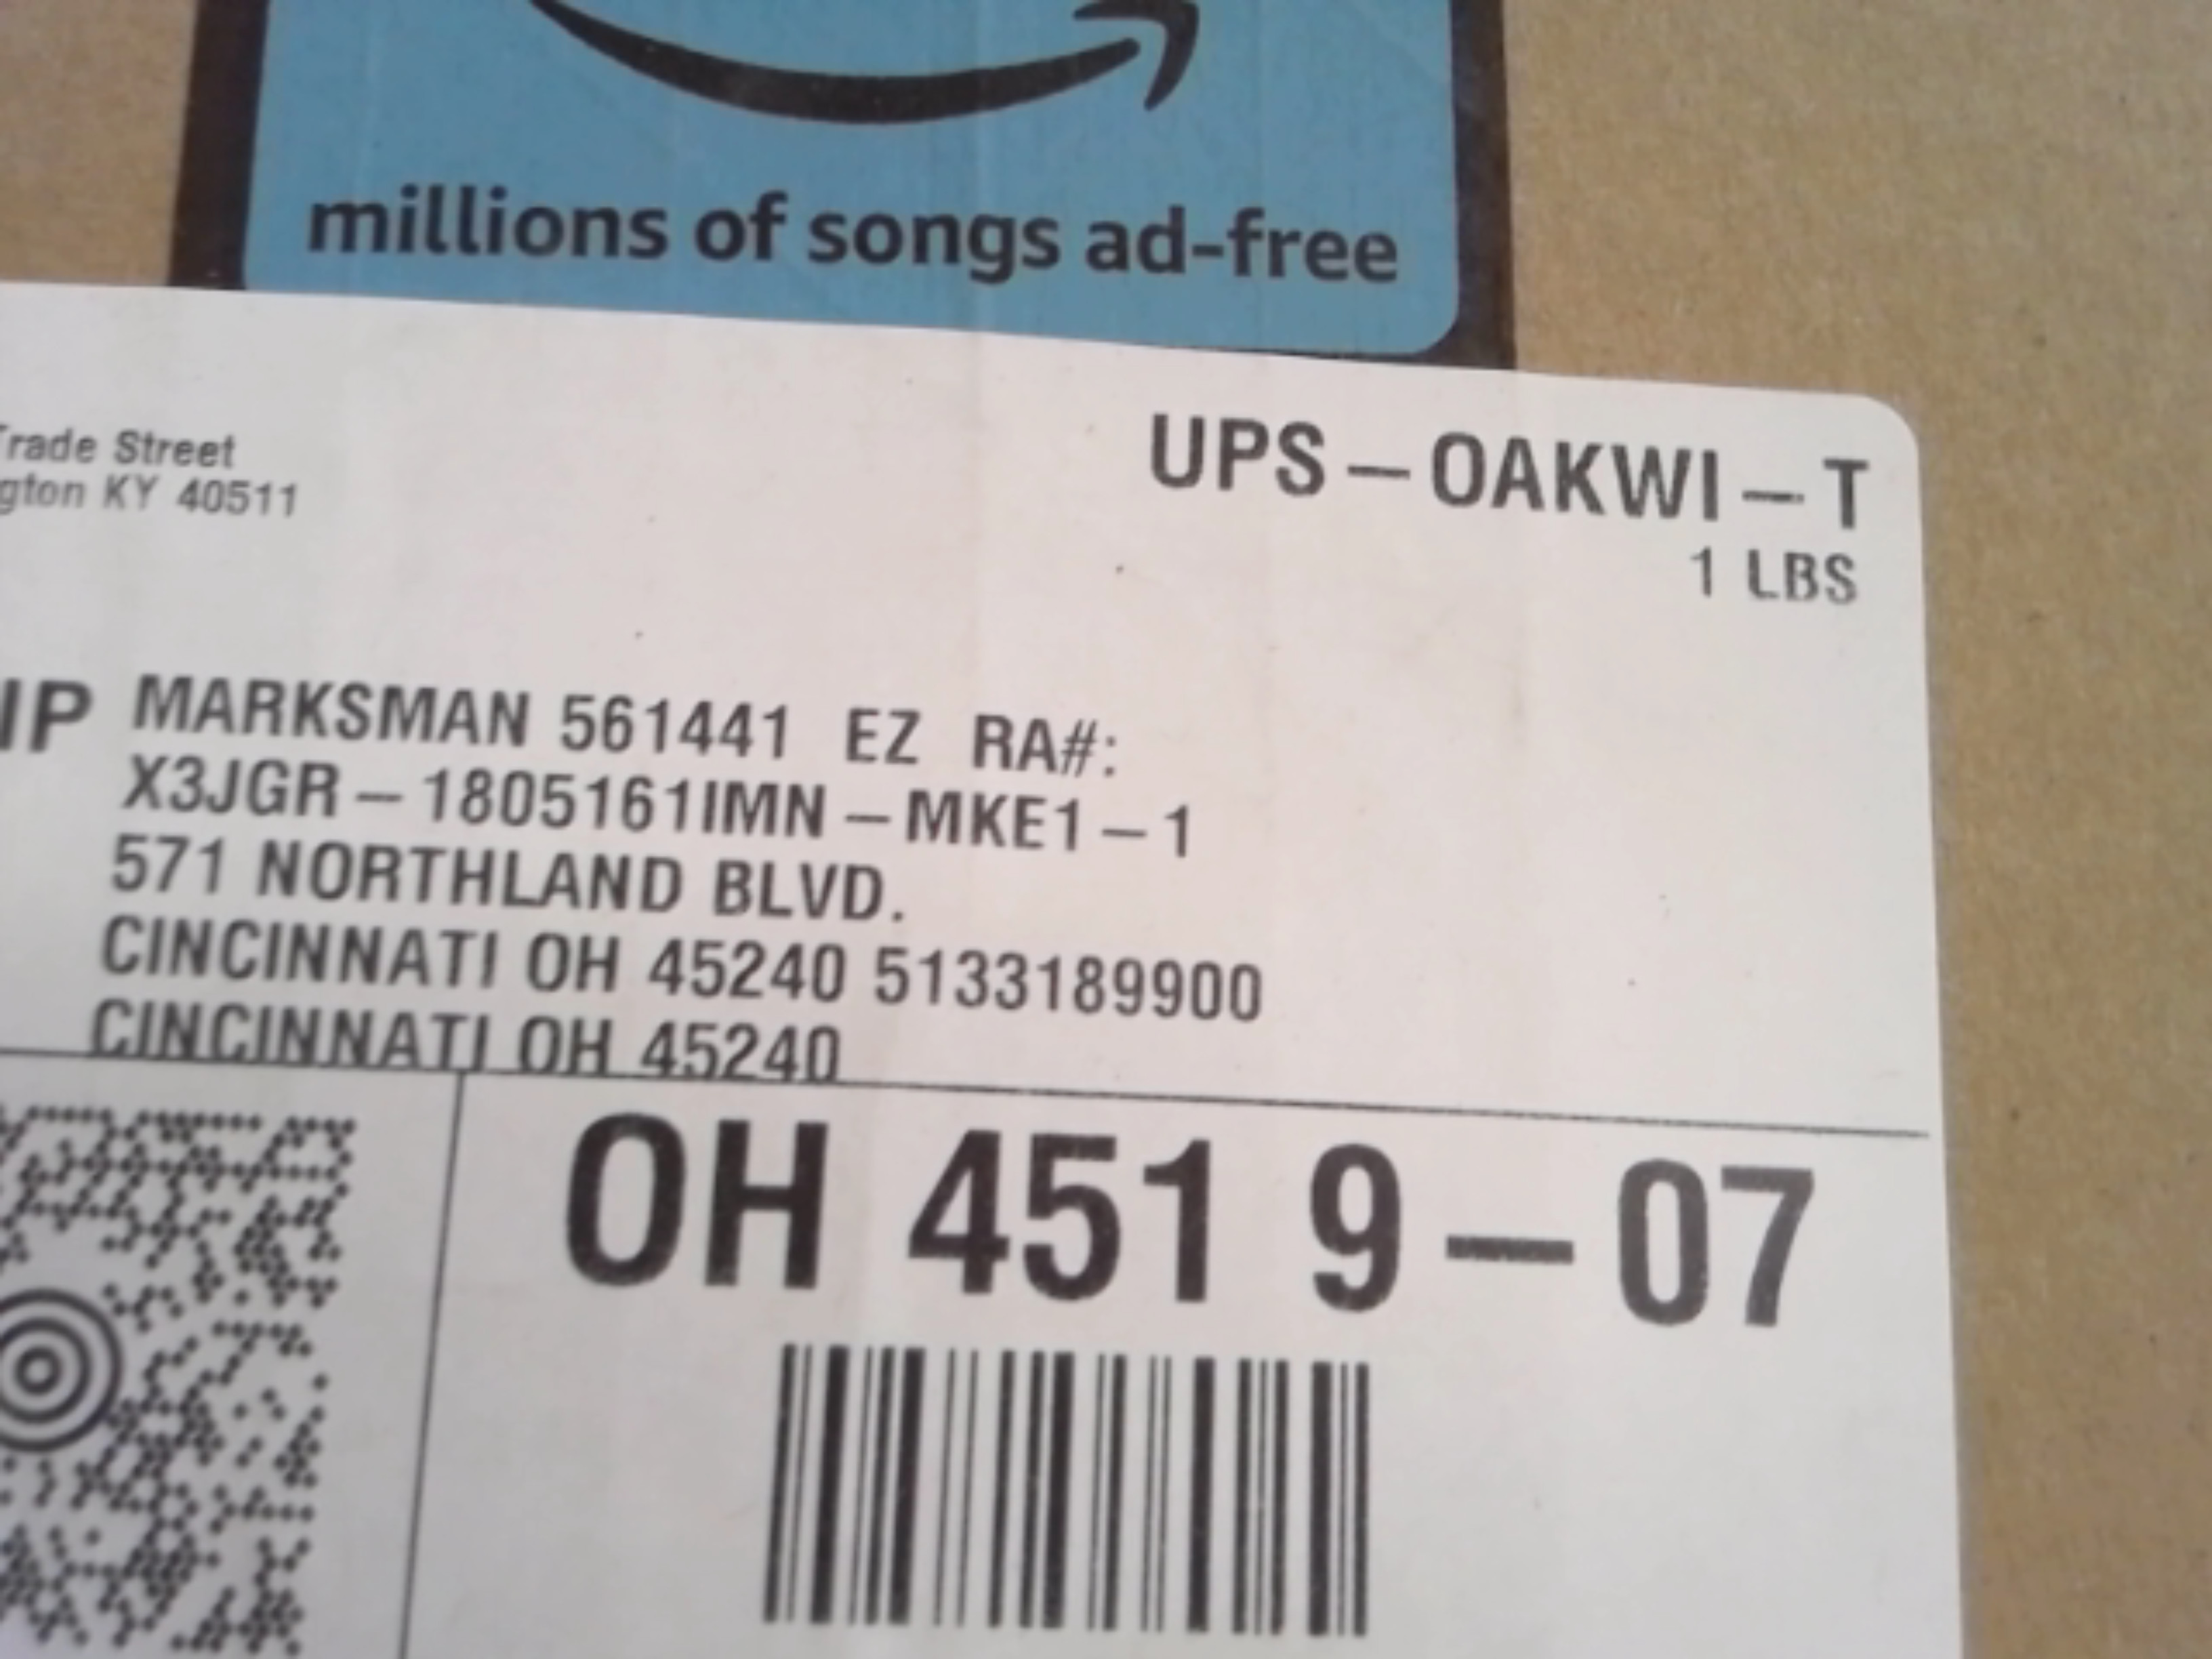 millions of songs ad-free
Trade Street
gton KY 40511
UPS-OAKWI-T
1 LBS
IP MARKSMAN 561441 EZ RA#:
X3JGR-1805161IMN-MKE1-1
571 NORTHLAND BLVD.
CINCINNATI OH 45240 5133189900
CINCINNATI OH 45240
OH 451 9-07